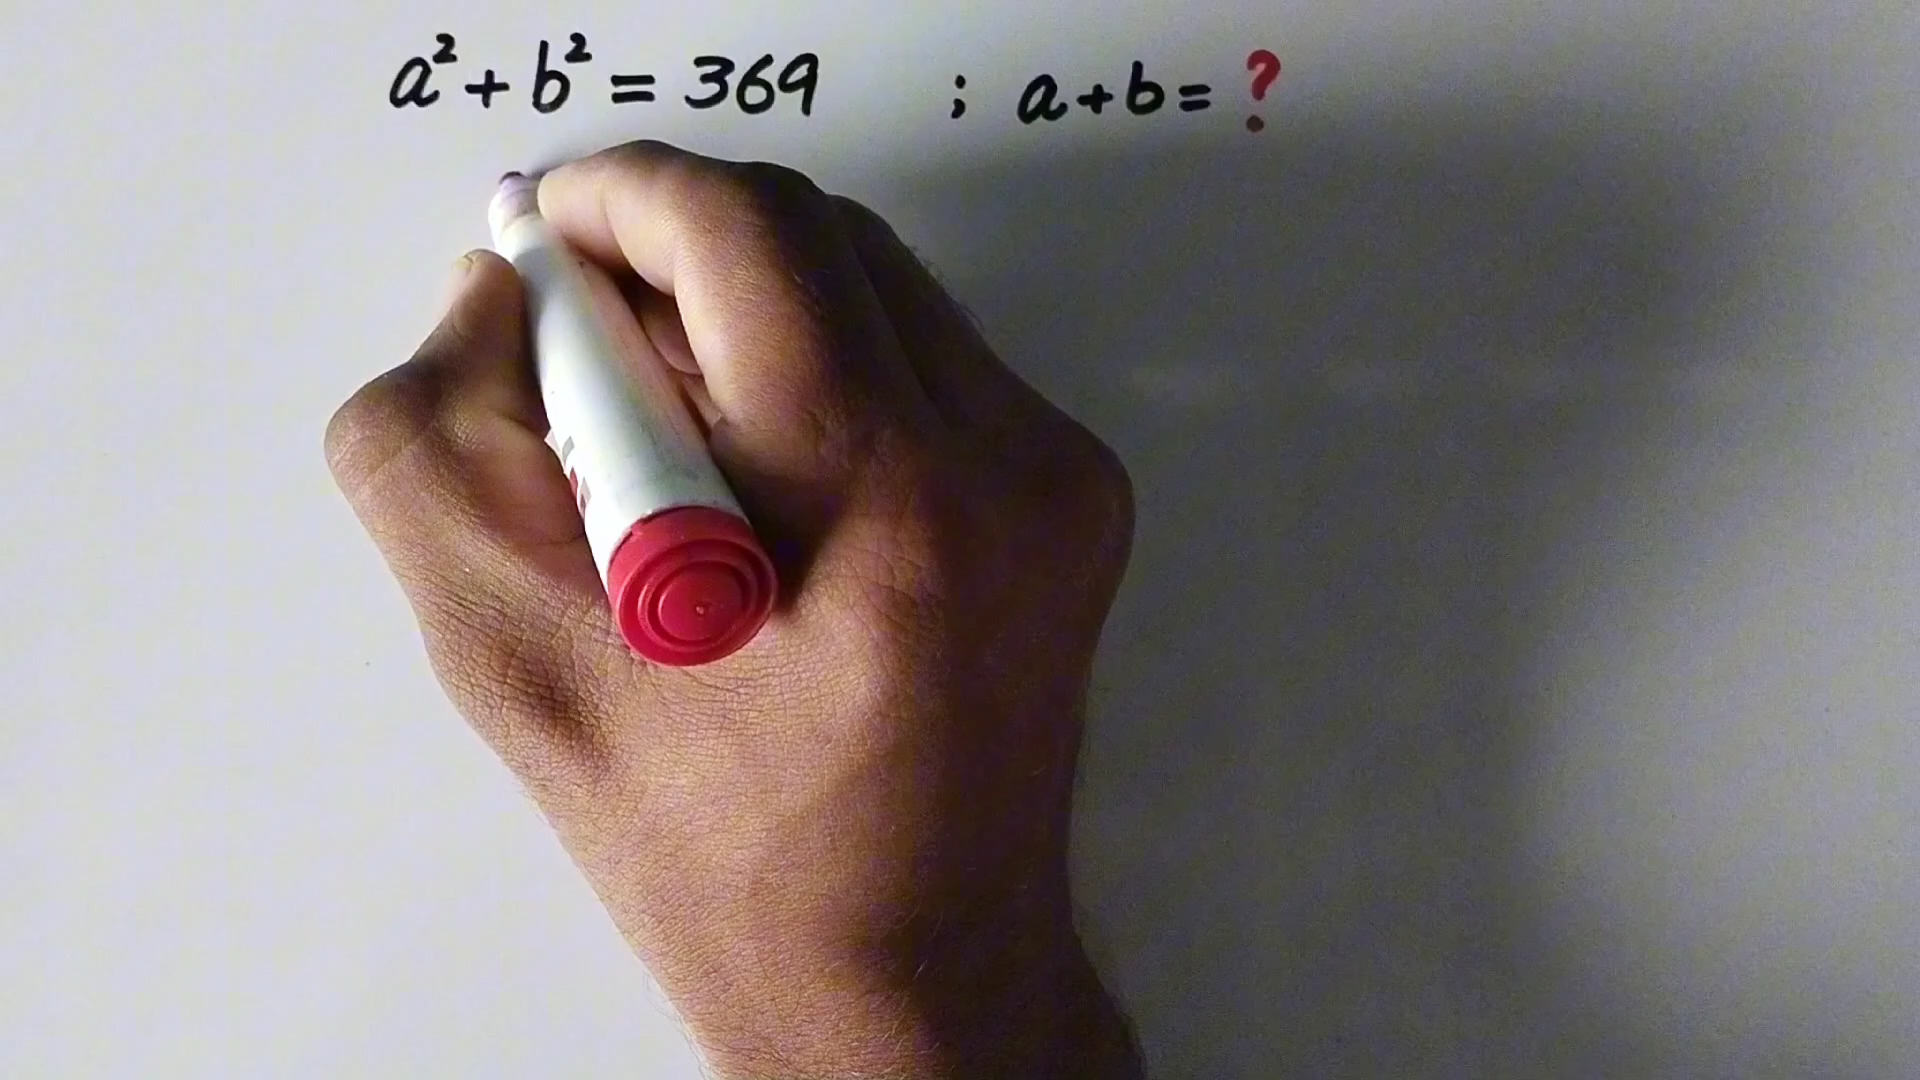 a² + b² = 369 ; a + b = ?